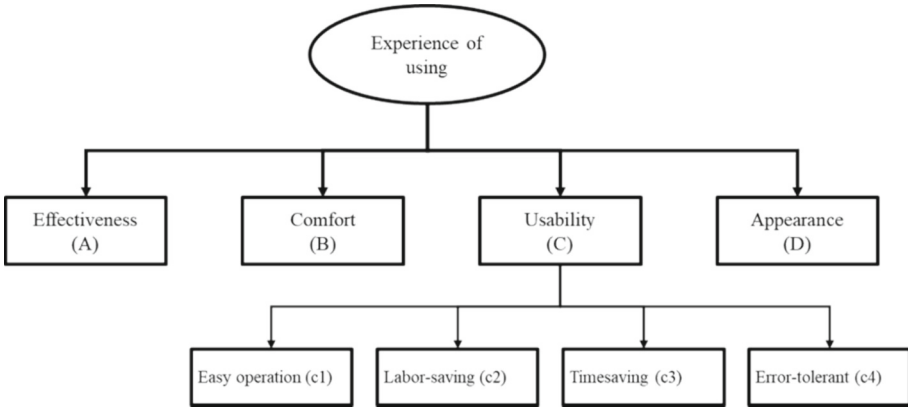 Experience of
using
Effectiveness
(A)
Comfort
(B)
Usability
(C)
Appearance
(D)
Easy operation (c1)
Labor-saving (c2)
Timesaving (c3)
Error-tolerant (c4)